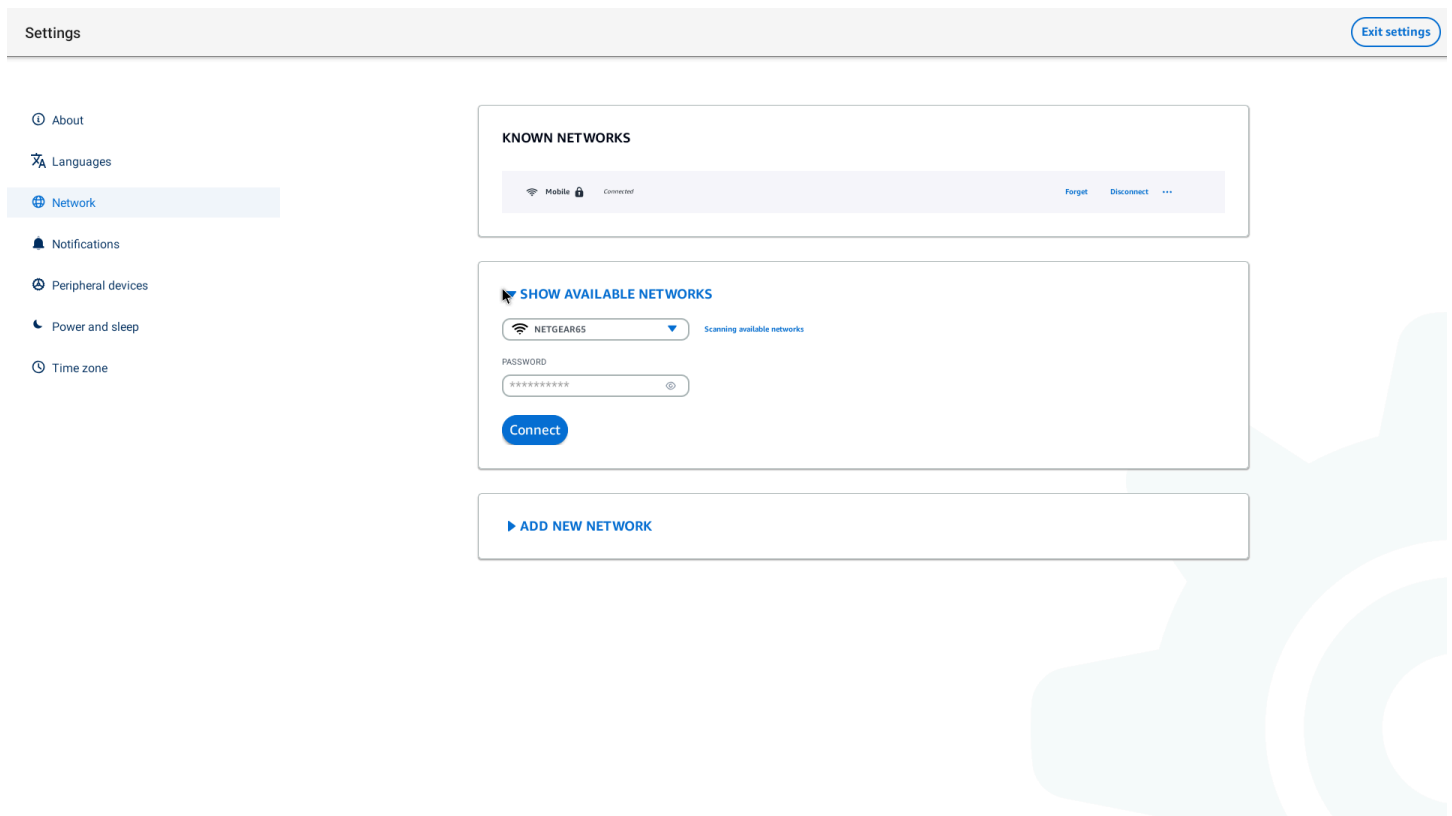 Settings
Exit settings
About
Languages
Network
Notifications
Peripheral devices
Power and sleep
Time zone
KNOWN NETWORKS
Mobile Connected Forget Disconnect ...
SHOW AVAILABLE NETWORKS
NETGEAR65 Scanning available networks
PASSWORD
**********
Connect
ADD NEW NETWORK